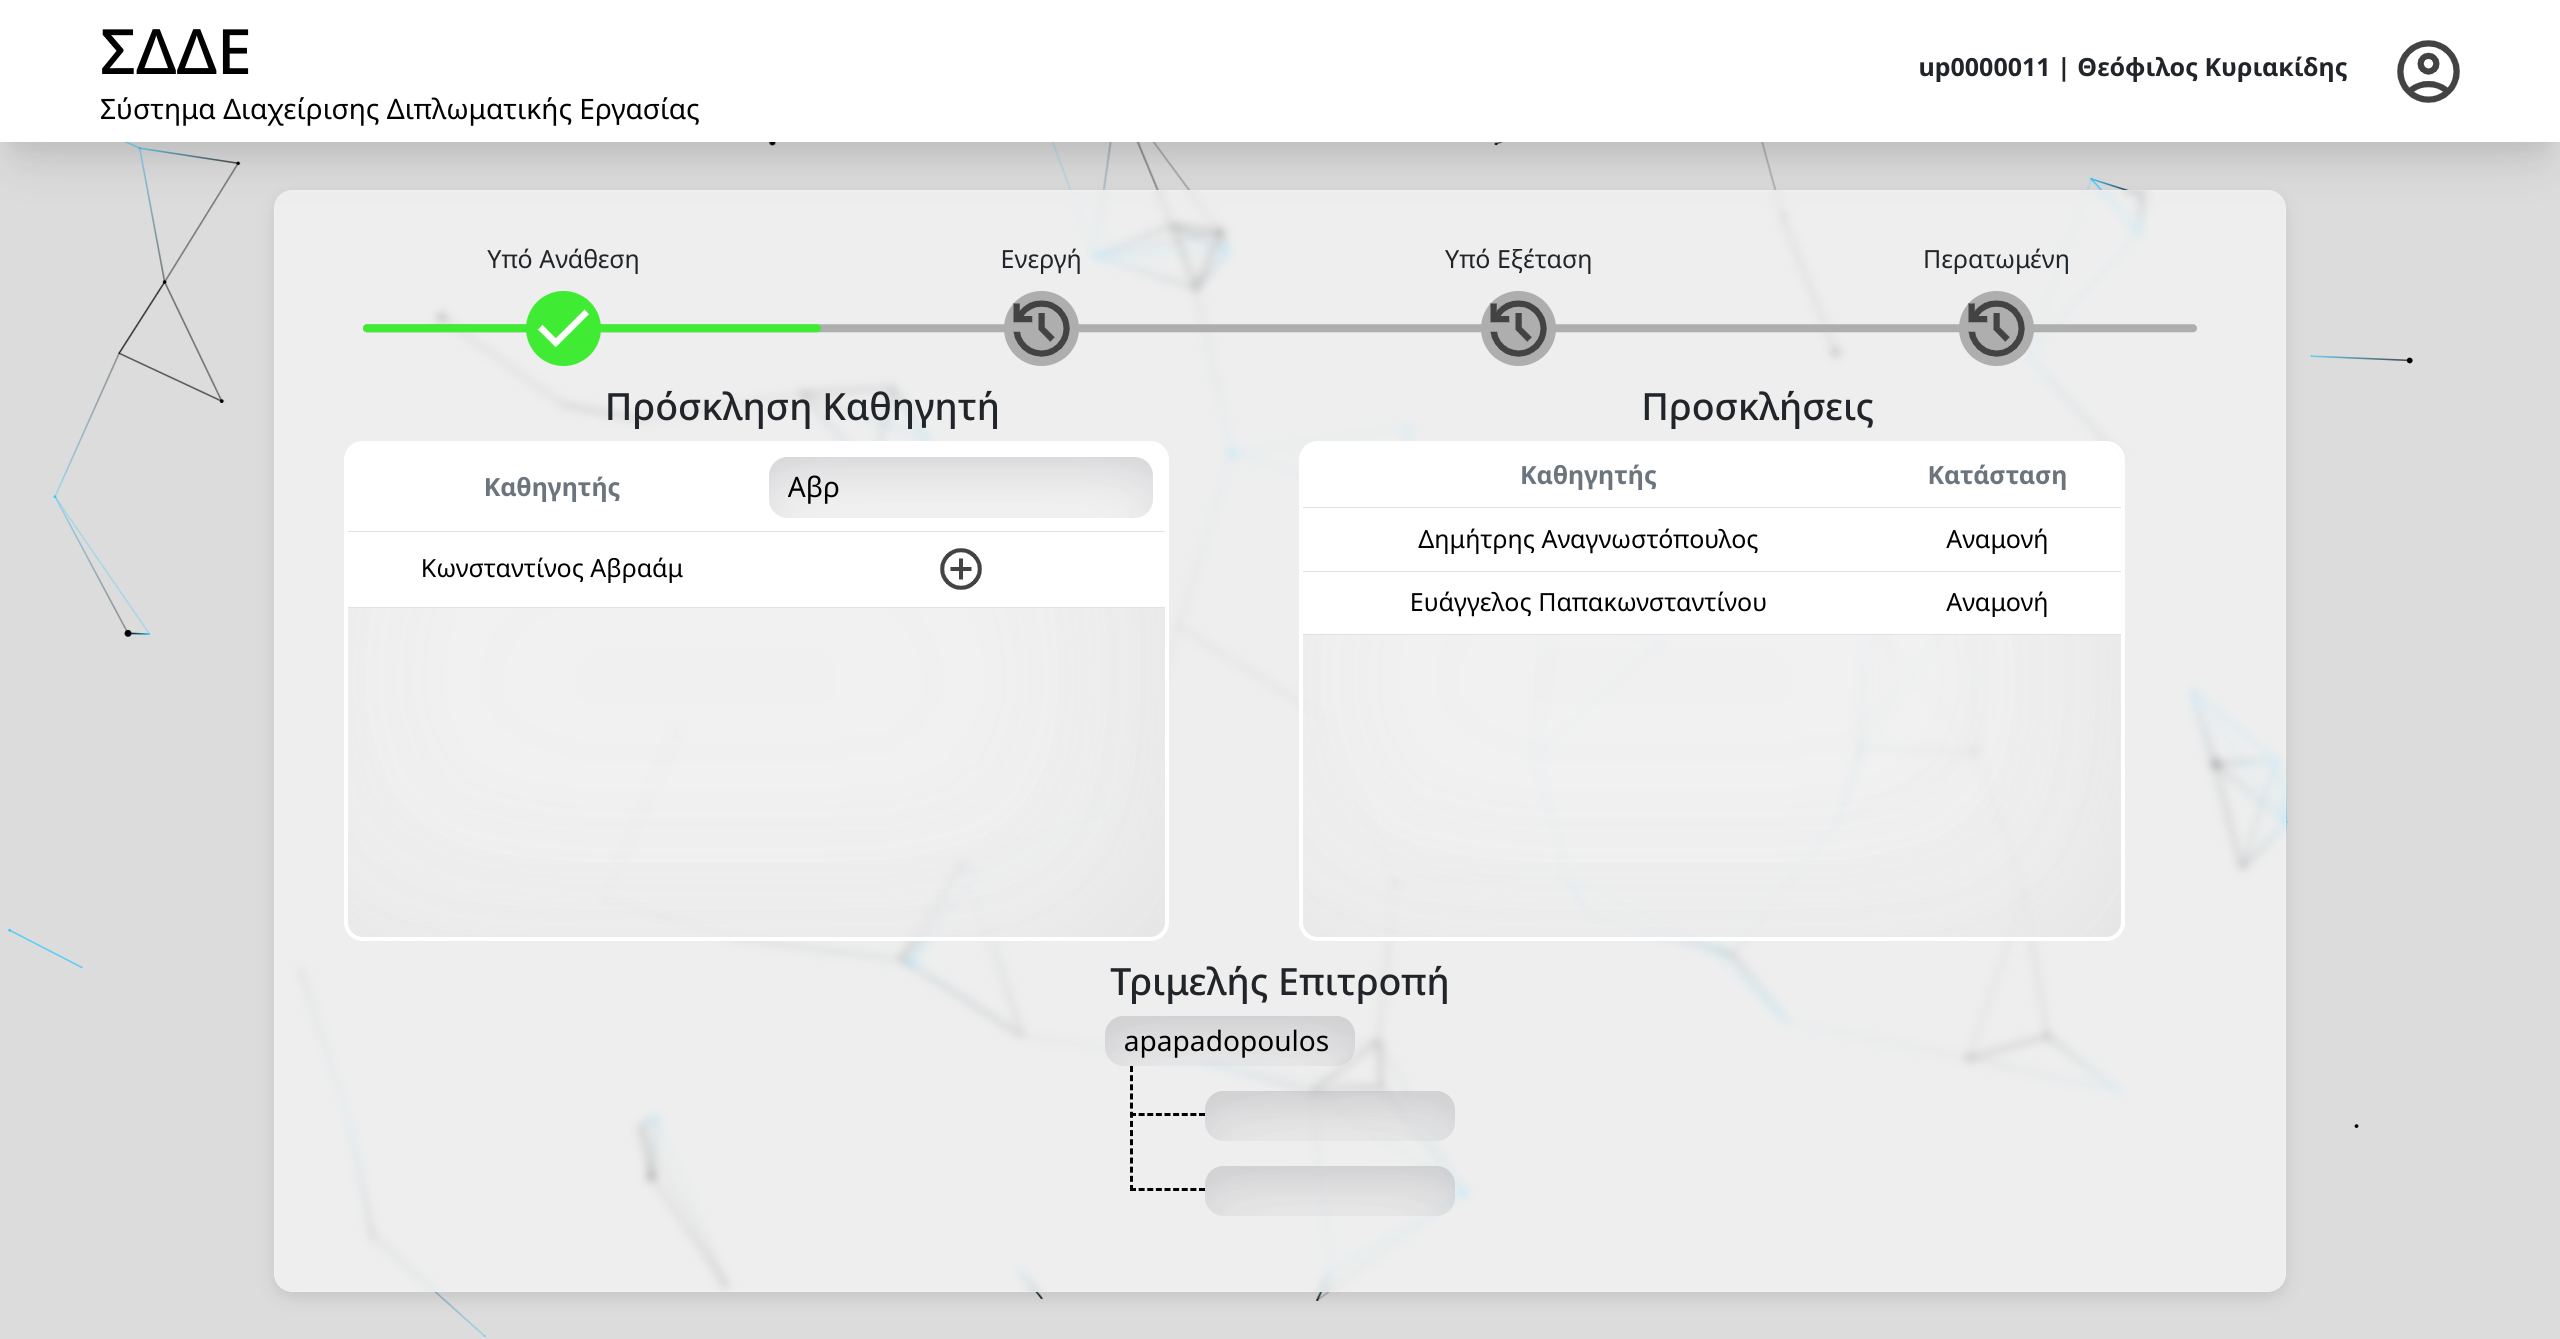 ΣΔΔΕ
Σύστημα Διαχείρισης Διπλωματικής Εργασίας
up0000011 | Θεόφιλος Κυριακίδης
Υπό Ανάθεση
Ενεργή
Υπό Εξέταση
Περατωμένη
Πρόσκληση Καθηγητή
Καθηγητής
Αβρ
Κωνσταντίνος Αβραάμ
Προσκλήσεις
Καθηγητής Κατάσταση
Δημήτρης Αναγνωστόπουλος Αναμονή
Ευάγγελος Παπακωνσταντίνου Αναμονή
Τριμελής Επιτροπή
apapadopoulos